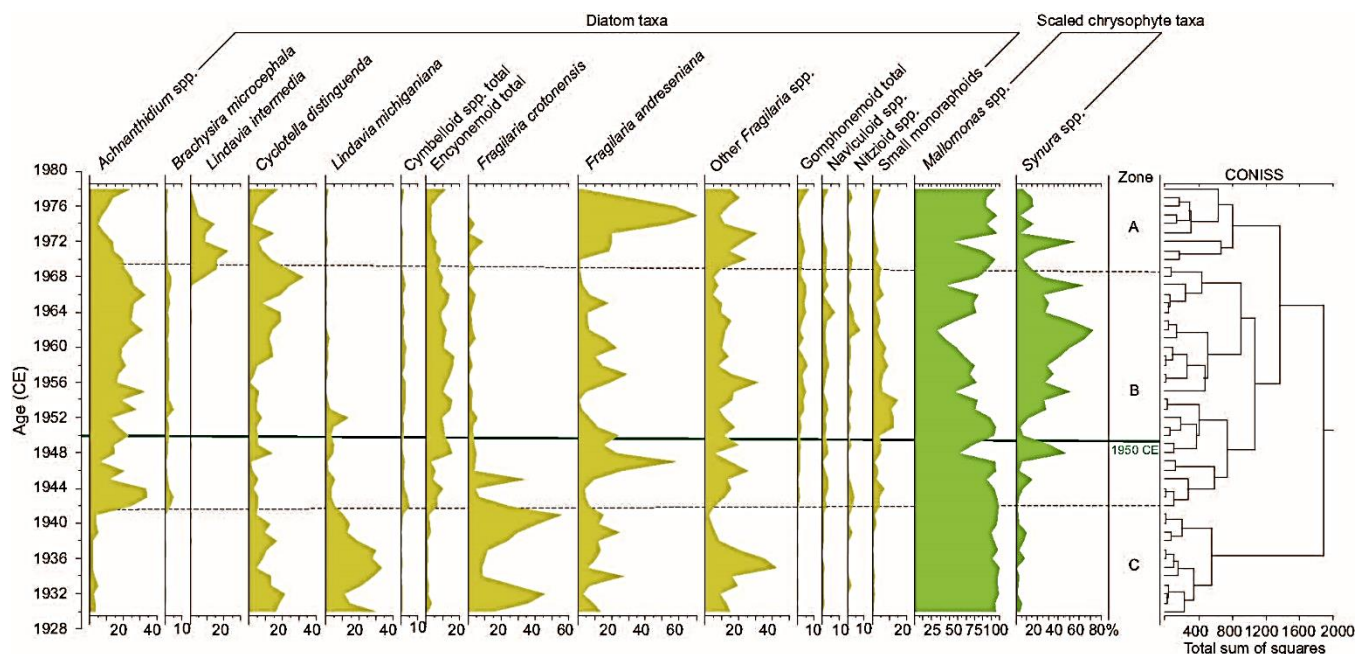 Diatom taxa
Scaled chrysophyte taxa
Achnanthidium spp.
Brachysira microcephala
Lindavia intermedia
Cyclotella distinguenda
Lindavia michiganiana
Cymbelloid spp. total
Encyonemoid total
Fragilaria crotonensis
Fragilaria andreseniana
Other Fragilaria spp.
Gomphonemoid total
Naviculoid spp.
Nitzioid spp.
Small monoraphoids
Mallomonas spp.
Synura spp.
Zone
CONISS
Age (CE)
1980
1976
1972
1968
1964
1960
1956
1952
1948
1944
1940
1936
1932
1928
A
B
1950 CE
C
20 40
10
20
20 40
20 40
10
20
20 40 60
20 40 60
20 40
10
10
10
20
25 50 75 100
20 40 60 80%
400 800 1200 1600 2000
Total sum of squares